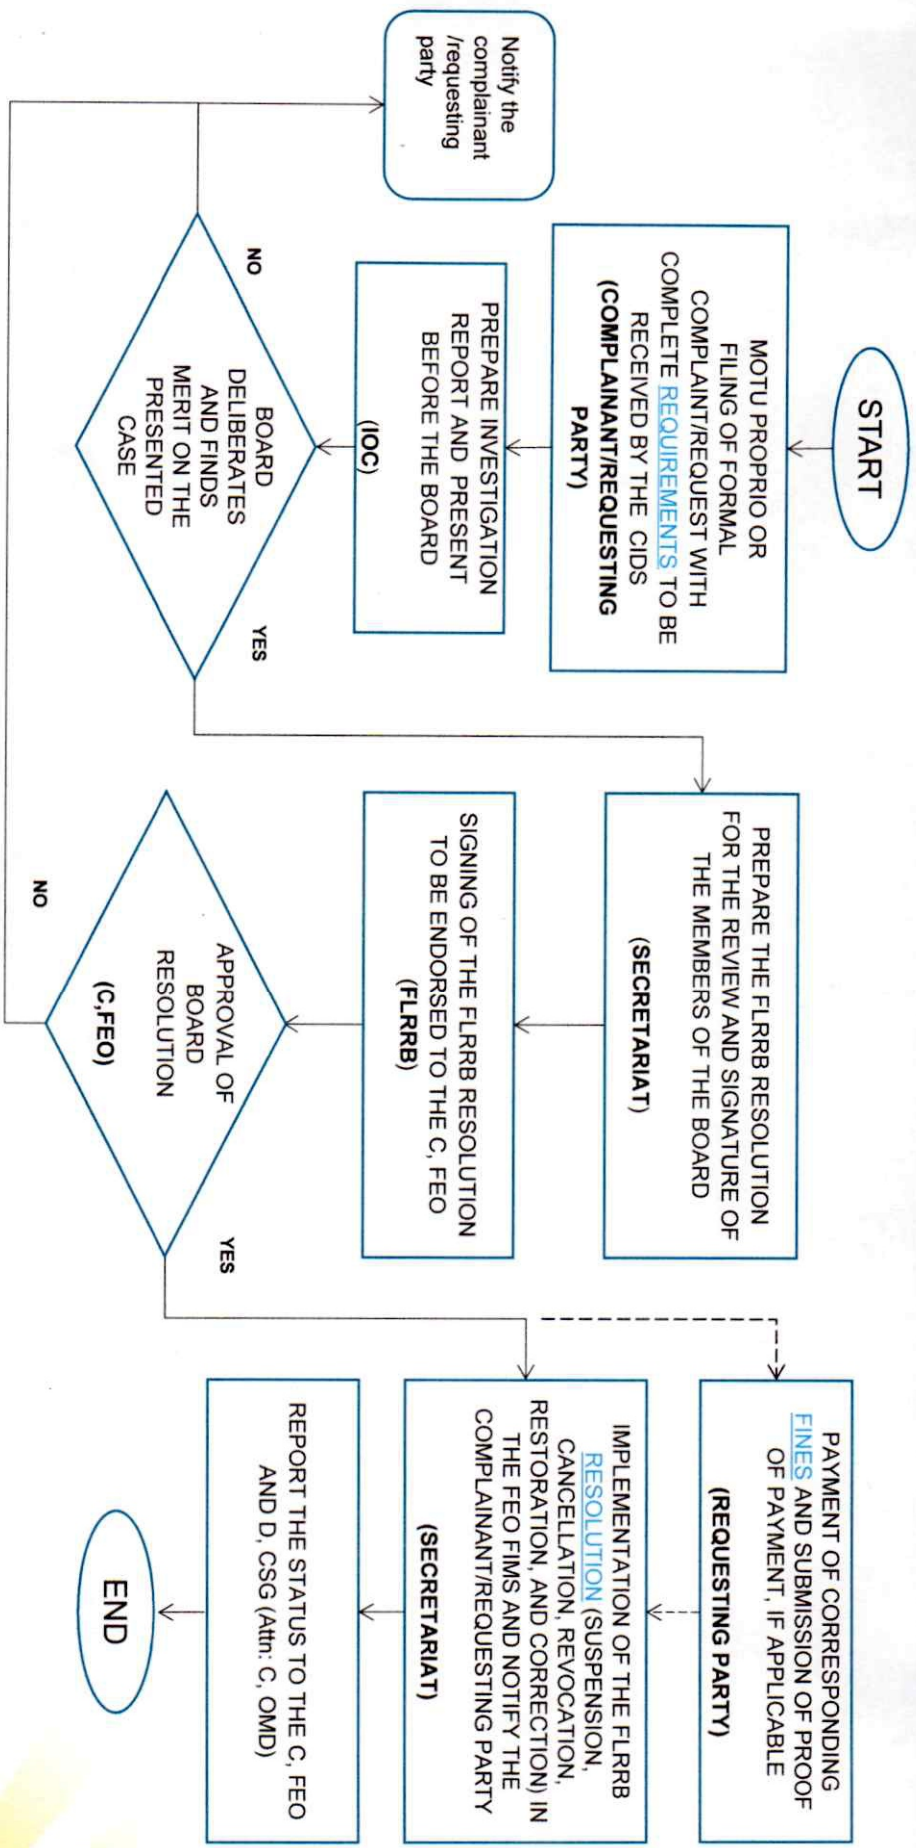 START
MOTU PROPRIO OR
FILING OF FORMAL
COMPLAINT/REQUEST WITH
COMPLETE REQUIREMENTS TO BE
RECEIVED BY THE CIDS
(COMPLAINANT/REQUESTING
PARTY)
PREPARE INVESTIGATION
REPORT AND PRESENT
BEFORE THE BOARD
(IOC)
BOARD
DELIBERATES
AND FINDS
MERIT ON THE
PRESENTED
CASE
NO
YES
Notify the
complainant
/requesting
party
PREPARE THE FLRRB RESOLUTION
FOR THE REVIEW AND SIGNATURE OF
THE MEMBERS OF THE BOARD
(SECRETARIAT)
SIGNING OF THE FLRRB RESOLUTION
TO BE ENDORSED TO THE C, FEO
(FLRRB)
APPROVAL OF
BOARD
RESOLUTION
(C,FEO)
NO
YES
PAYMENT OF CORRESPONDING
FINES AND SUBMISSION OF PROOF
OF PAYMENT, IF APPLICABLE
(REQUESTING PARTY)
IMPLEMENTATION OF THE FLRRB
RESOLUTION (SUSPENSION,
CANCELLATION, REVOCATION,
RESTORATION, AND CORRECTION) IN
THE FEO FIMS AND NOTIFY THE
COMPLAINANT/REQUESTING PARTY
(SECRETARIAT)
REPORT THE STATUS TO THE C, FEO
AND D, CSG (Attn: C, OMD)
END